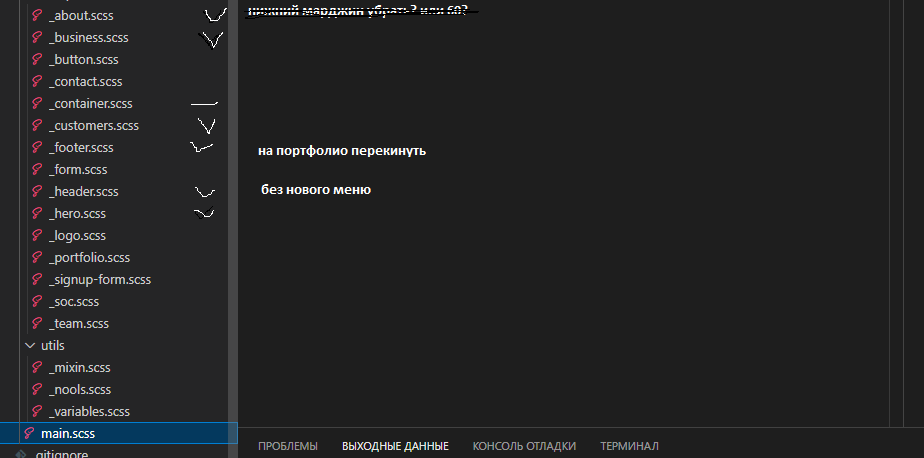 _about.scss
нижний марджин убрать? или 60?
_business.scss
_button.scss
_contact.scss
_container.scss
_customers.scss
_footer.scss
на портфолио перекинуть
_form.scss
_header.scss
без нового меню
_hero.scss
_logo.scss
_portfolio.scss
_signup-form.scss
_soc.scss
_team.scss
utils
_mixin.scss
_nools.scss
_variables.scss
main.scss
.gitignore
ПРОБЛЕМЫ ВЫХОДНЫЕ ДАННЫЕ КОНСОЛЬ ОТЛАДКИ ТЕРМИНАЛ